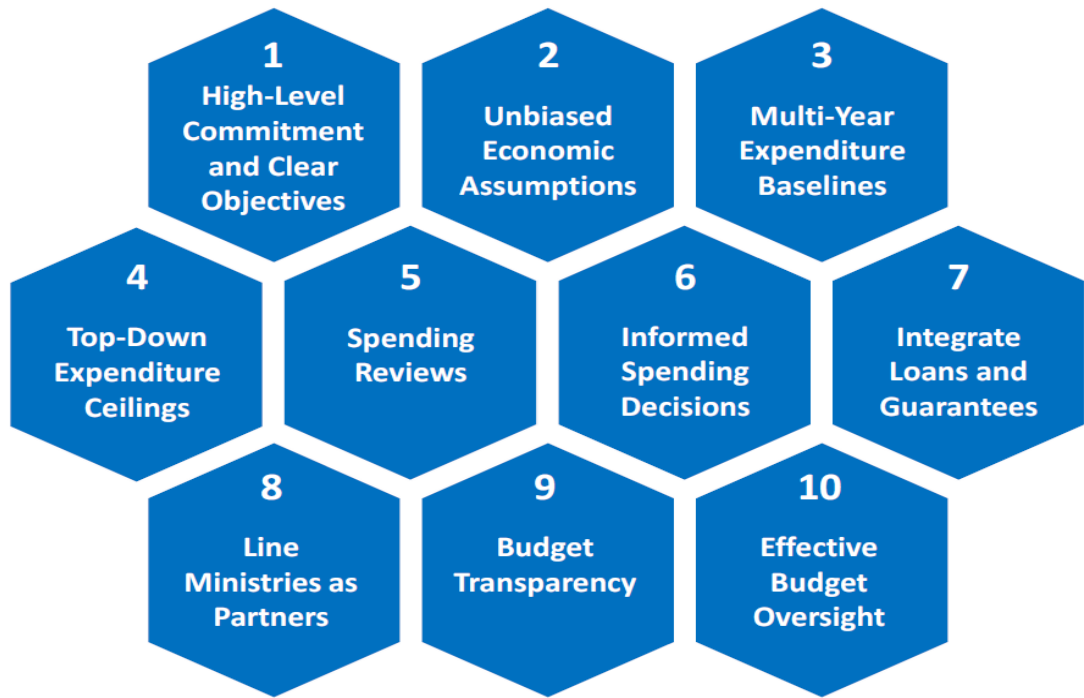 1
High-Level
Commitment
and Clear
Objectives
2
Unbiased
Economic
Assumptions
3
Multi-Year
Expenditure
Baselines
4
Top-Down
Expenditure
Ceilings
5
Spending
Reviews
6
Informed
Spending
Decisions
7
Integrate
Loans and
Guarantees
8
Line
Ministries as
Partners
9
Budget
Transparency
10
Effective
Budget
Oversight